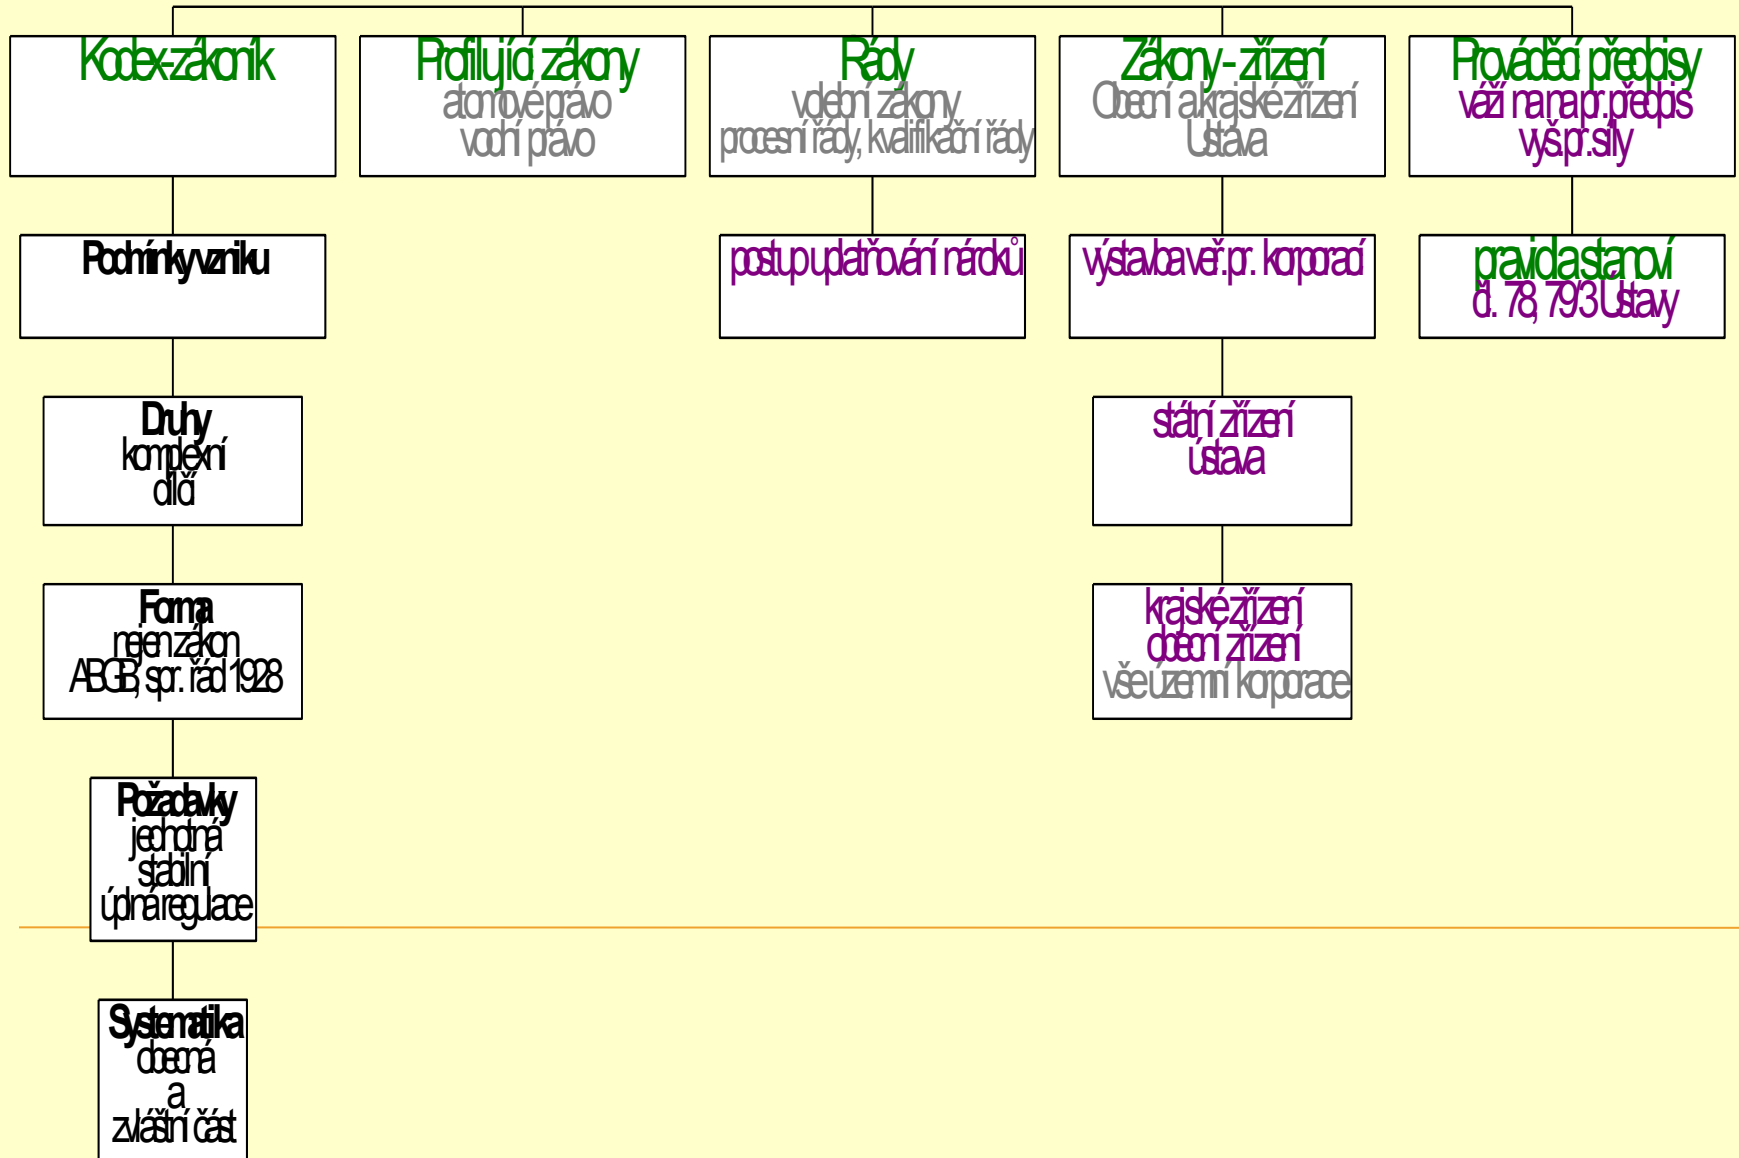 Kodex-zákoník
Profilující zákony
atomové právo
vodní právo
Rády
vdební zákony
procesní řády, kvalifikační řády
Zákony - zřízení
Obecní a krajské zřízení
Ústava
Prováděcí předpisy
váží na na pr. předpis
vyš.pr.síly
Podmínky vzniku
postup uplatňování nároků
výstavba veř.pr. korporací
pravidla stanoví
čl. 78, 79/3 Ústavy
Druhy
komplexní
dílčí
státní zřízení
ústava
Forma
nejen zákon
ABGB, spr. řád 1928
krajské zřízení
obecní zřízení
vše územní korporace
Požadavky
jednotná
stabilní
úplná regulace
Systematika
obecná
a
zvláštní část